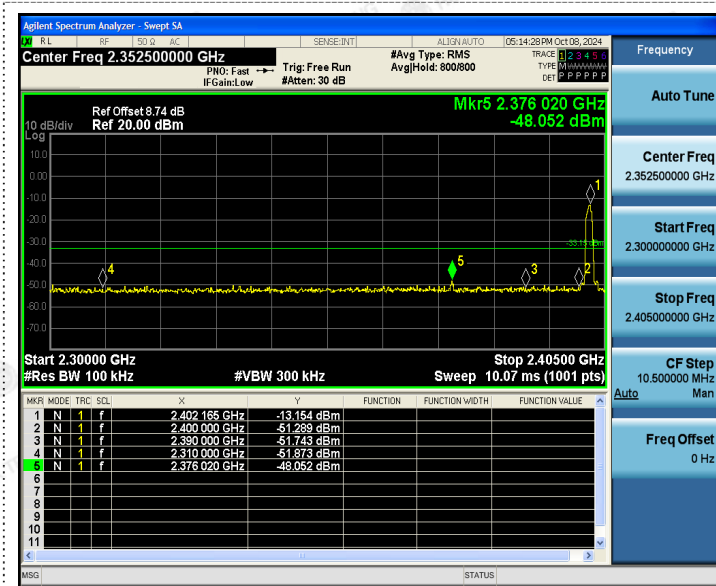 Agilent Spectrum Analyzer - Swept SA
RL RF 50 Ω AC SENSE:INT ALIGN AUTO 05:14:28 PM Oct 08, 2024
Center Freq 2.352500000 GHz
PNO: Fast
IFGain:Low
Trig: Free Run
#Atten: 30 dB
#Avg Type: RMS
Avg|Hold: 800/800
TRACE 1 2 3 4 5 6
TYPE M
DET P P P P P P
Ref Offset 8.74 dB
10 dB/div Ref 20.00 dBm
Log
Mkr5 2.376 020 GHz
-48.052 dBm
10.0
0.00
-10.0
-20.0
-30.0
-40.0
-50.0
-60.0
-70.0
1
2
3
4
5
Start 2.30000 GHz Stop 2.40500 GHz
#Res BW 100 kHz #VBW 300 kHz Sweep 10.07 ms (1001 pts)
MKR MODE TRC SCL X Y FUNCTION FUNCTION WIDTH FUNCTION VALUE
1 N 1 f 2.402 165 GHz -13.154 dBm
2 N 1 f 2.400 000 GHz -51.289 dBm
3 N 1 f 2.390 000 GHz -51.743 dBm
4 N 1 f 2.310 000 GHz -51.873 dBm
5 N 1 f 2.376 020 GHz -48.052 dBm
6
7
8
9
10
11
MSG STATUS
Frequency
Auto Tune
Center Freq
2.352500000 GHz
Start Freq
2.300000000 GHz
Stop Freq
2.405000000 GHz
CF Step
10.500000 MHz
Auto Man
Freq Offset
0 Hz